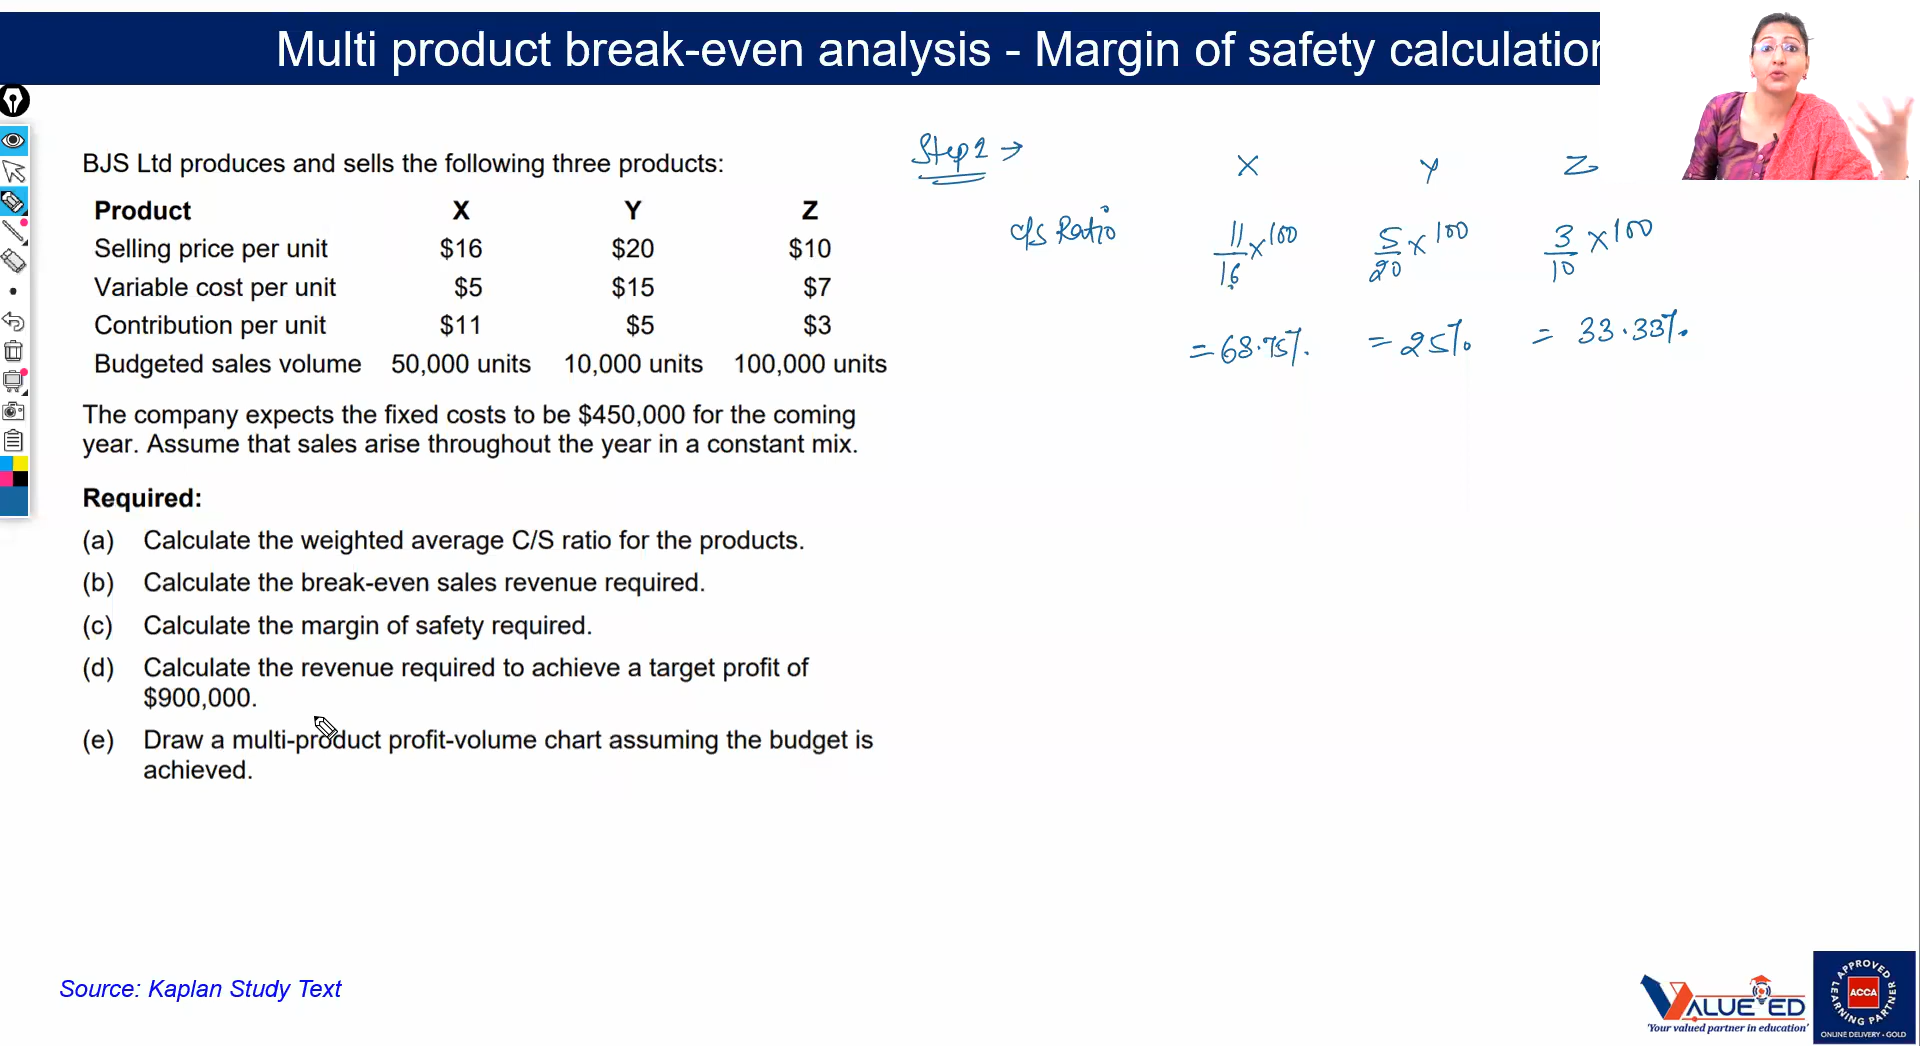 Multi product break-even analysis - Margin of safety calculation
BJS Ltd produces and sells the following three products:
Product X Y Z
Selling price per unit $16 $20 $10
Variable cost per unit $5 $15 $7
Contribution per unit $11 $5 $3
Budgeted sales volume 50,000 units 10,000 units 100,000 units
The company expects the fixed costs to be $450,000 for the coming
year. Assume that sales arise throughout the year in a constant mix.
Required:
(a) Calculate the weighted average C/S ratio for the products.
(b) Calculate the break-even sales revenue required.
(c) Calculate the margin of safety required.
(d) Calculate the revenue required to achieve a target profit of
$900,000.
(e) Draw a multi-product profit-volume chart assuming the budget is
achieved.
Step 1 →
X Y Z
C/S Ratio 11/16 × 100 5/20 × 100 3/10 × 100
= 68.75% = 25% = 33.33%
Source: Kaplan Study Text
VALUE ED
'Your valued partner in education'
APPROVED
LEARNING PARTNER
ACCA
ONLINE DELIVERY - GOLD